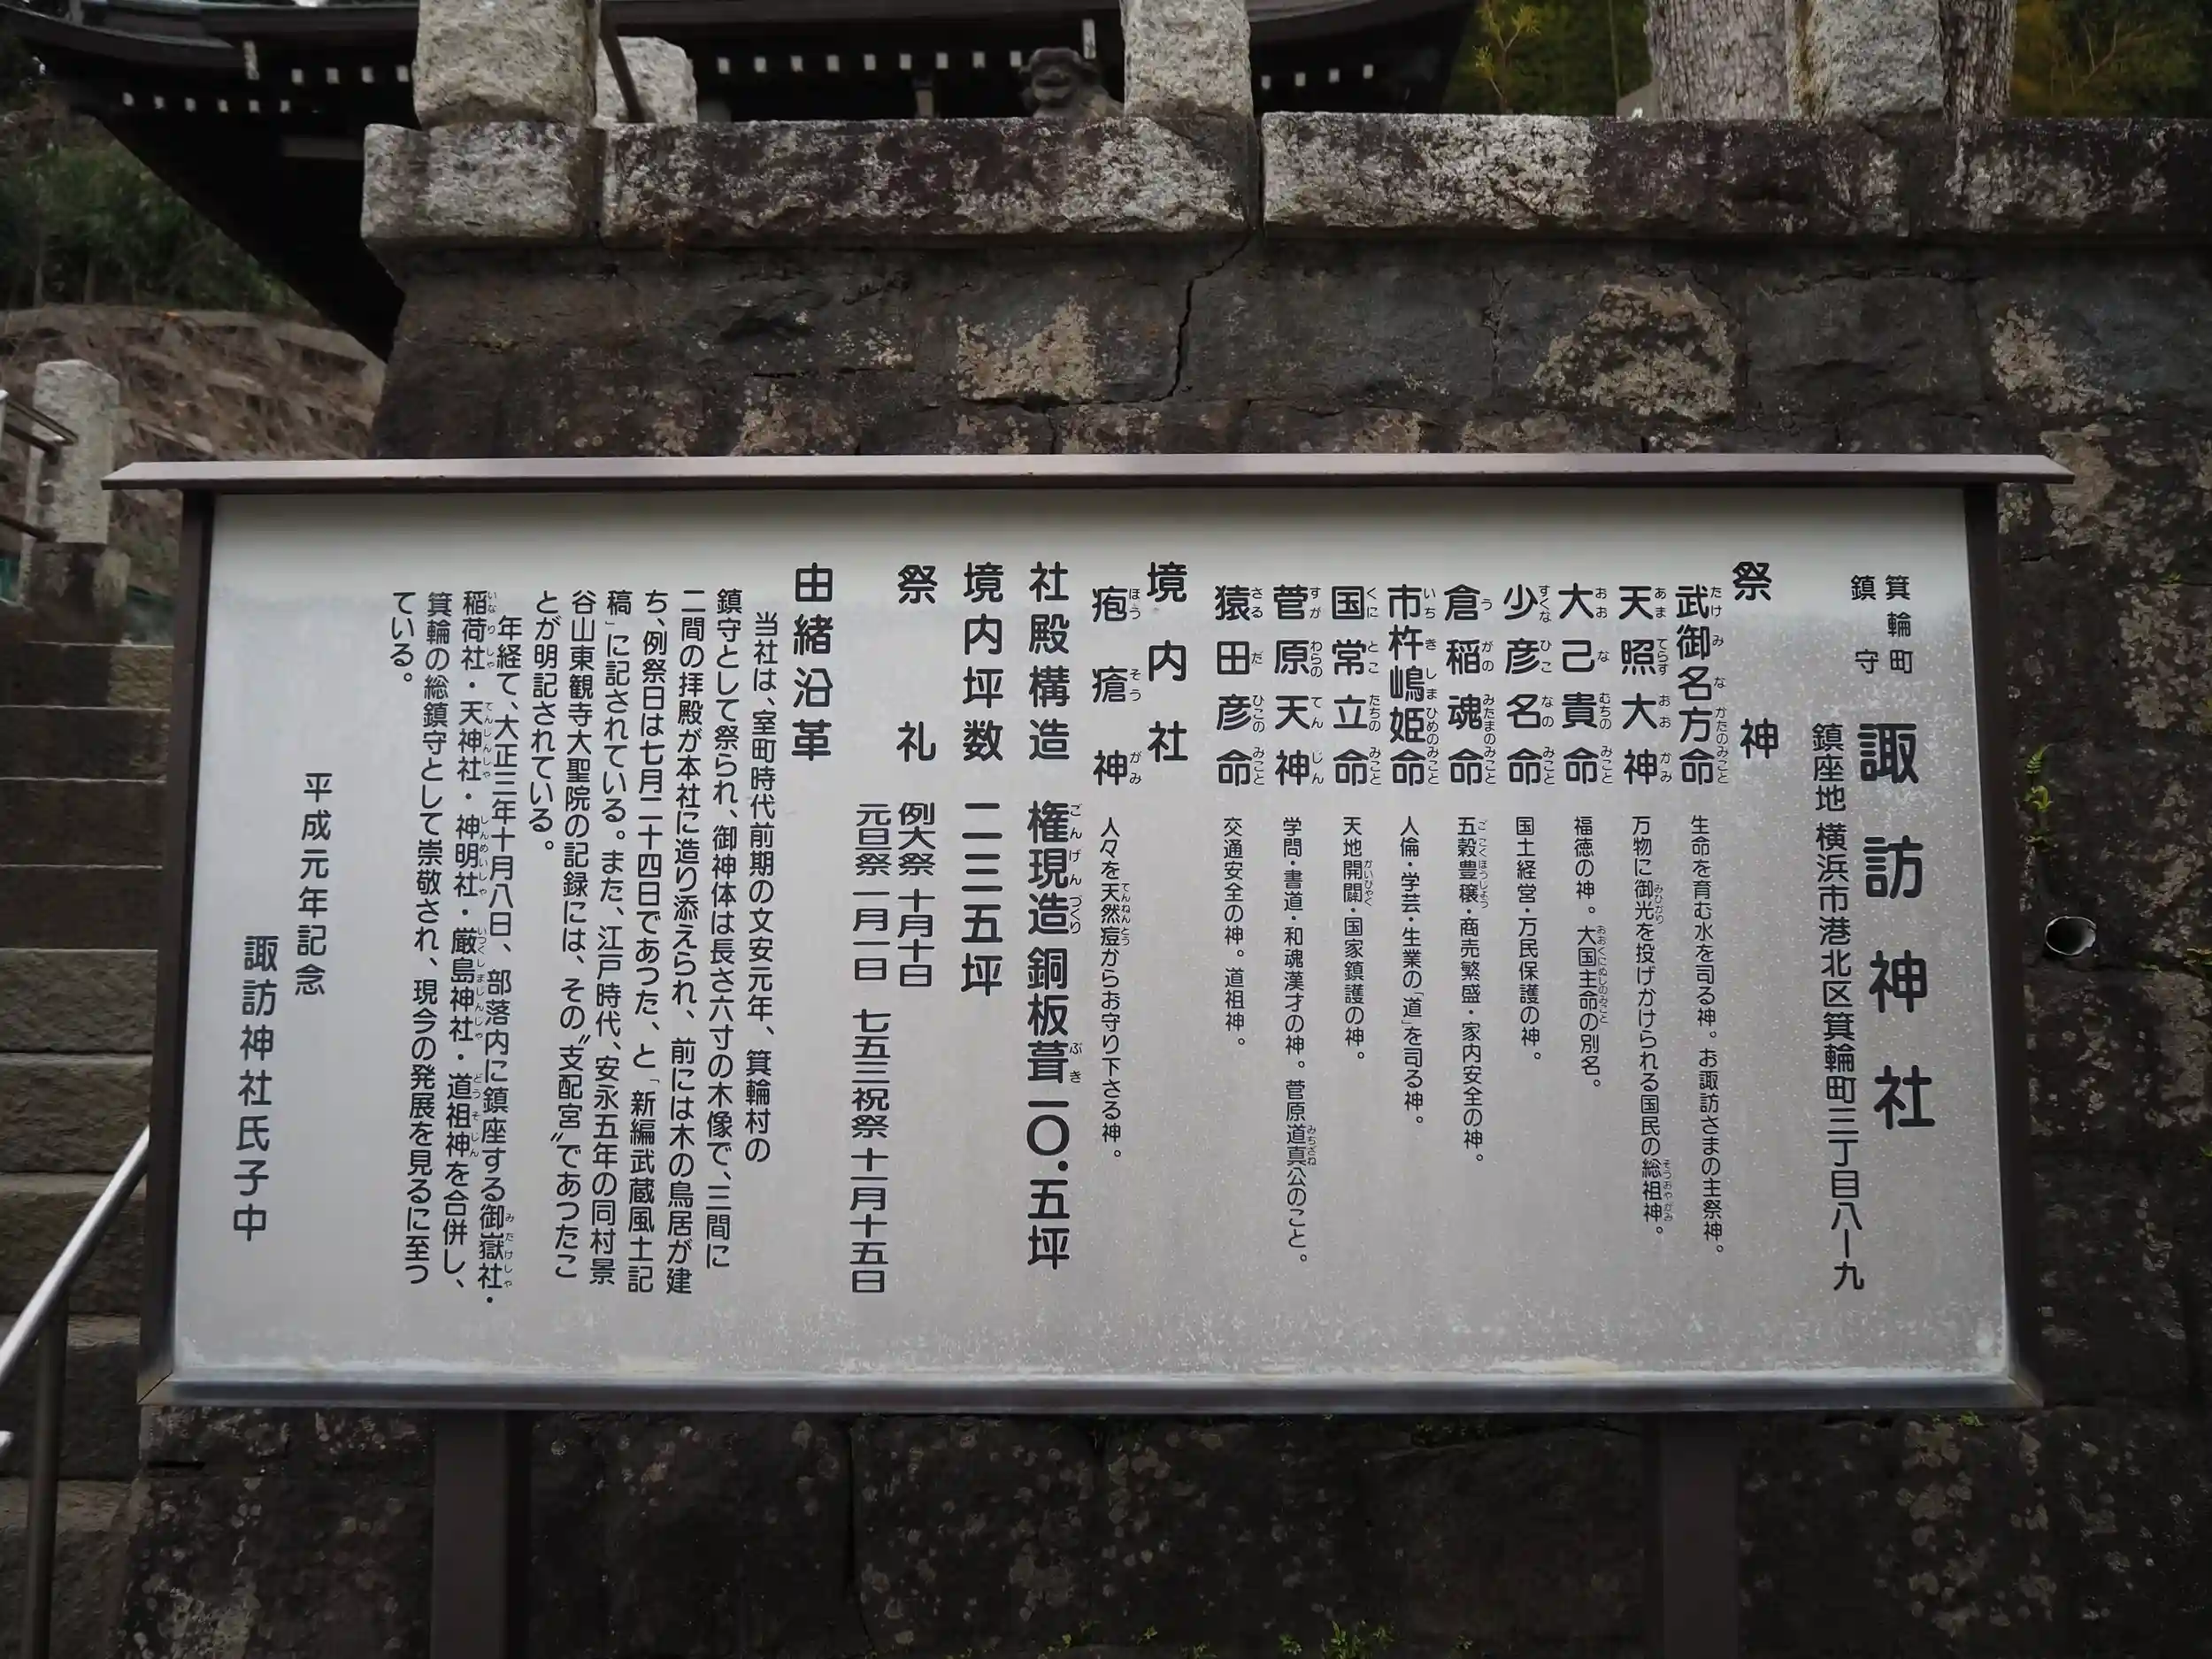 箕輪町
鎮守
諏訪神社
鎮座地 横浜市港北区箕輪町三丁目八ー九
祭神
武御名方命 生命を育む水を司る神。お諏訪さまの主祭神。
天照大神 万物に御光を投げかけられる国民の総祖神。
大己貴命 福徳の神。大国主命の別名。
少彦名命 国土経営・万民保護の神。
倉稲魂命 五穀豊穣・商売繁盛・家内安全の神。
市杵嶋姫命 人倫・学芸・生業の「道」を司る神。
国常立命 天地開闢・国家鎮護の神。
菅原天神 学問・書道・和魂漢才の神。菅原道真公のこと。
猿田彦命 交通安全の神。道祖神。
境内社
疱瘡神 人々を天然痘からお守り下さる神。
社殿構造 権現造銅板葺一〇.五坪
境内坪数 二三五坪
祭礼 例大祭 十月十日
元旦祭 一月一日 七五三祝祭 十一月十五日
由緒沿革
当社は、室町時代前期の文安元年、箕輪村の
鎮守として祭られ、御神体は長さ六寸の木像で、三間に
二間の拝殿が本社に造り添えられ、前には木の鳥居が建
ち、例祭日は七月二十四日であつた、と「新編武蔵風土記
稿」に記されている。また、江戸時代、安永五年の同村景
谷山東観寺大聖院の記録には、その〝支配宮〟であつたこ
とが明記されている。
年経て、大正三年十月八日、部落内に鎮座する御嶽社・
稲荷社・天神社・神明社・厳島神社・道祖神を合併し、
箕輪の総鎮守として崇敬され、現今の発展を見るに至つ
ている。
平成元年記念
諏訪神社氏子中